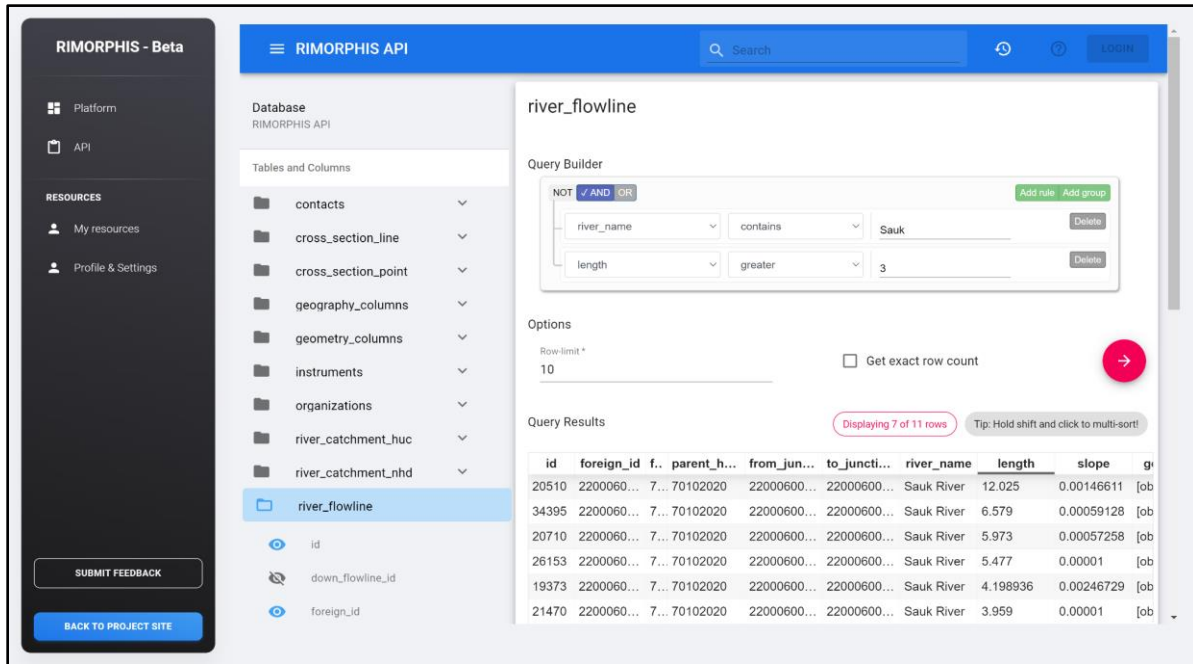 RIMORPHIS - Beta
Platform
API
RESOURCES
My resources
Profile & Settings
SUBMIT FEEDBACK
BACK TO PROJECT SITE
RIMORPHIS API
Search
LOGIN
Database
RIMORPHIS API
Tables and Columns
contacts
cross_section_line
cross_section_point
geography_columns
geometry_columns
instruments
organizations
river_catchment_huc
river_catchment_nhd
river_flowline
id
down_flowline_id
foreign_id
river_flowline
Query Builder
NOT ✓ AND OR Add rule Add group
river_name contains Sauk Delete
length greater 3 Delete
Options
Row-limit *
10
Get exact row count
Query Results Displaying 7 of 11 rows Tip: Hold shift and click to multi-sort!
id foreign_id f.. parent_h... from_jun... to_juncti... river_name length slope g
20510 2200060... 7... 70102020 22000600... 22000600... Sauk River 12.025 0.00146611 [ob
34395 2200060... 7... 70102020 22000600... 22000600... Sauk River 6.579 0.00059128 [ob
20710 2200060... 7... 70102020 22000600... 22000600... Sauk River 5.973 0.00057258 [ob
26153 2200060... 7... 70102020 22000600... 22000600... Sauk River 5.477 0.00001 [ob
19373 2200060... 7... 70102020 22000600... 22000600... Sauk River 4.198936 0.00246729 [ob
21470 2200060... 7... 70102020 22000600... 22000600... Sauk River 3.959 0.00001 [ob